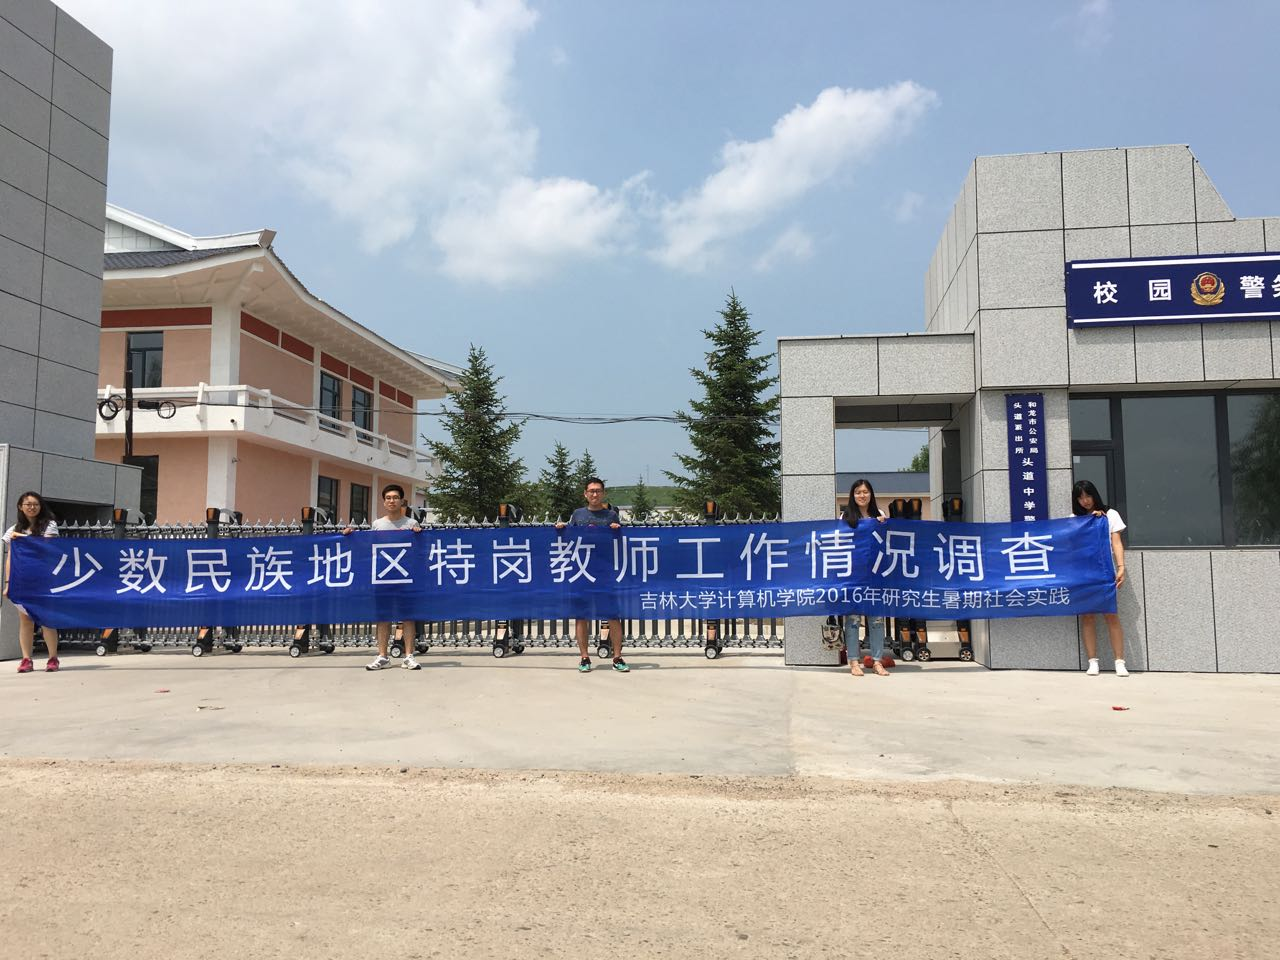 校园 警务
和龙市公安局
头道派出所
头道中学警
少数民族地区特岗教师工作情况调查
吉林大学计算机学院2016年研究生暑期社会实践